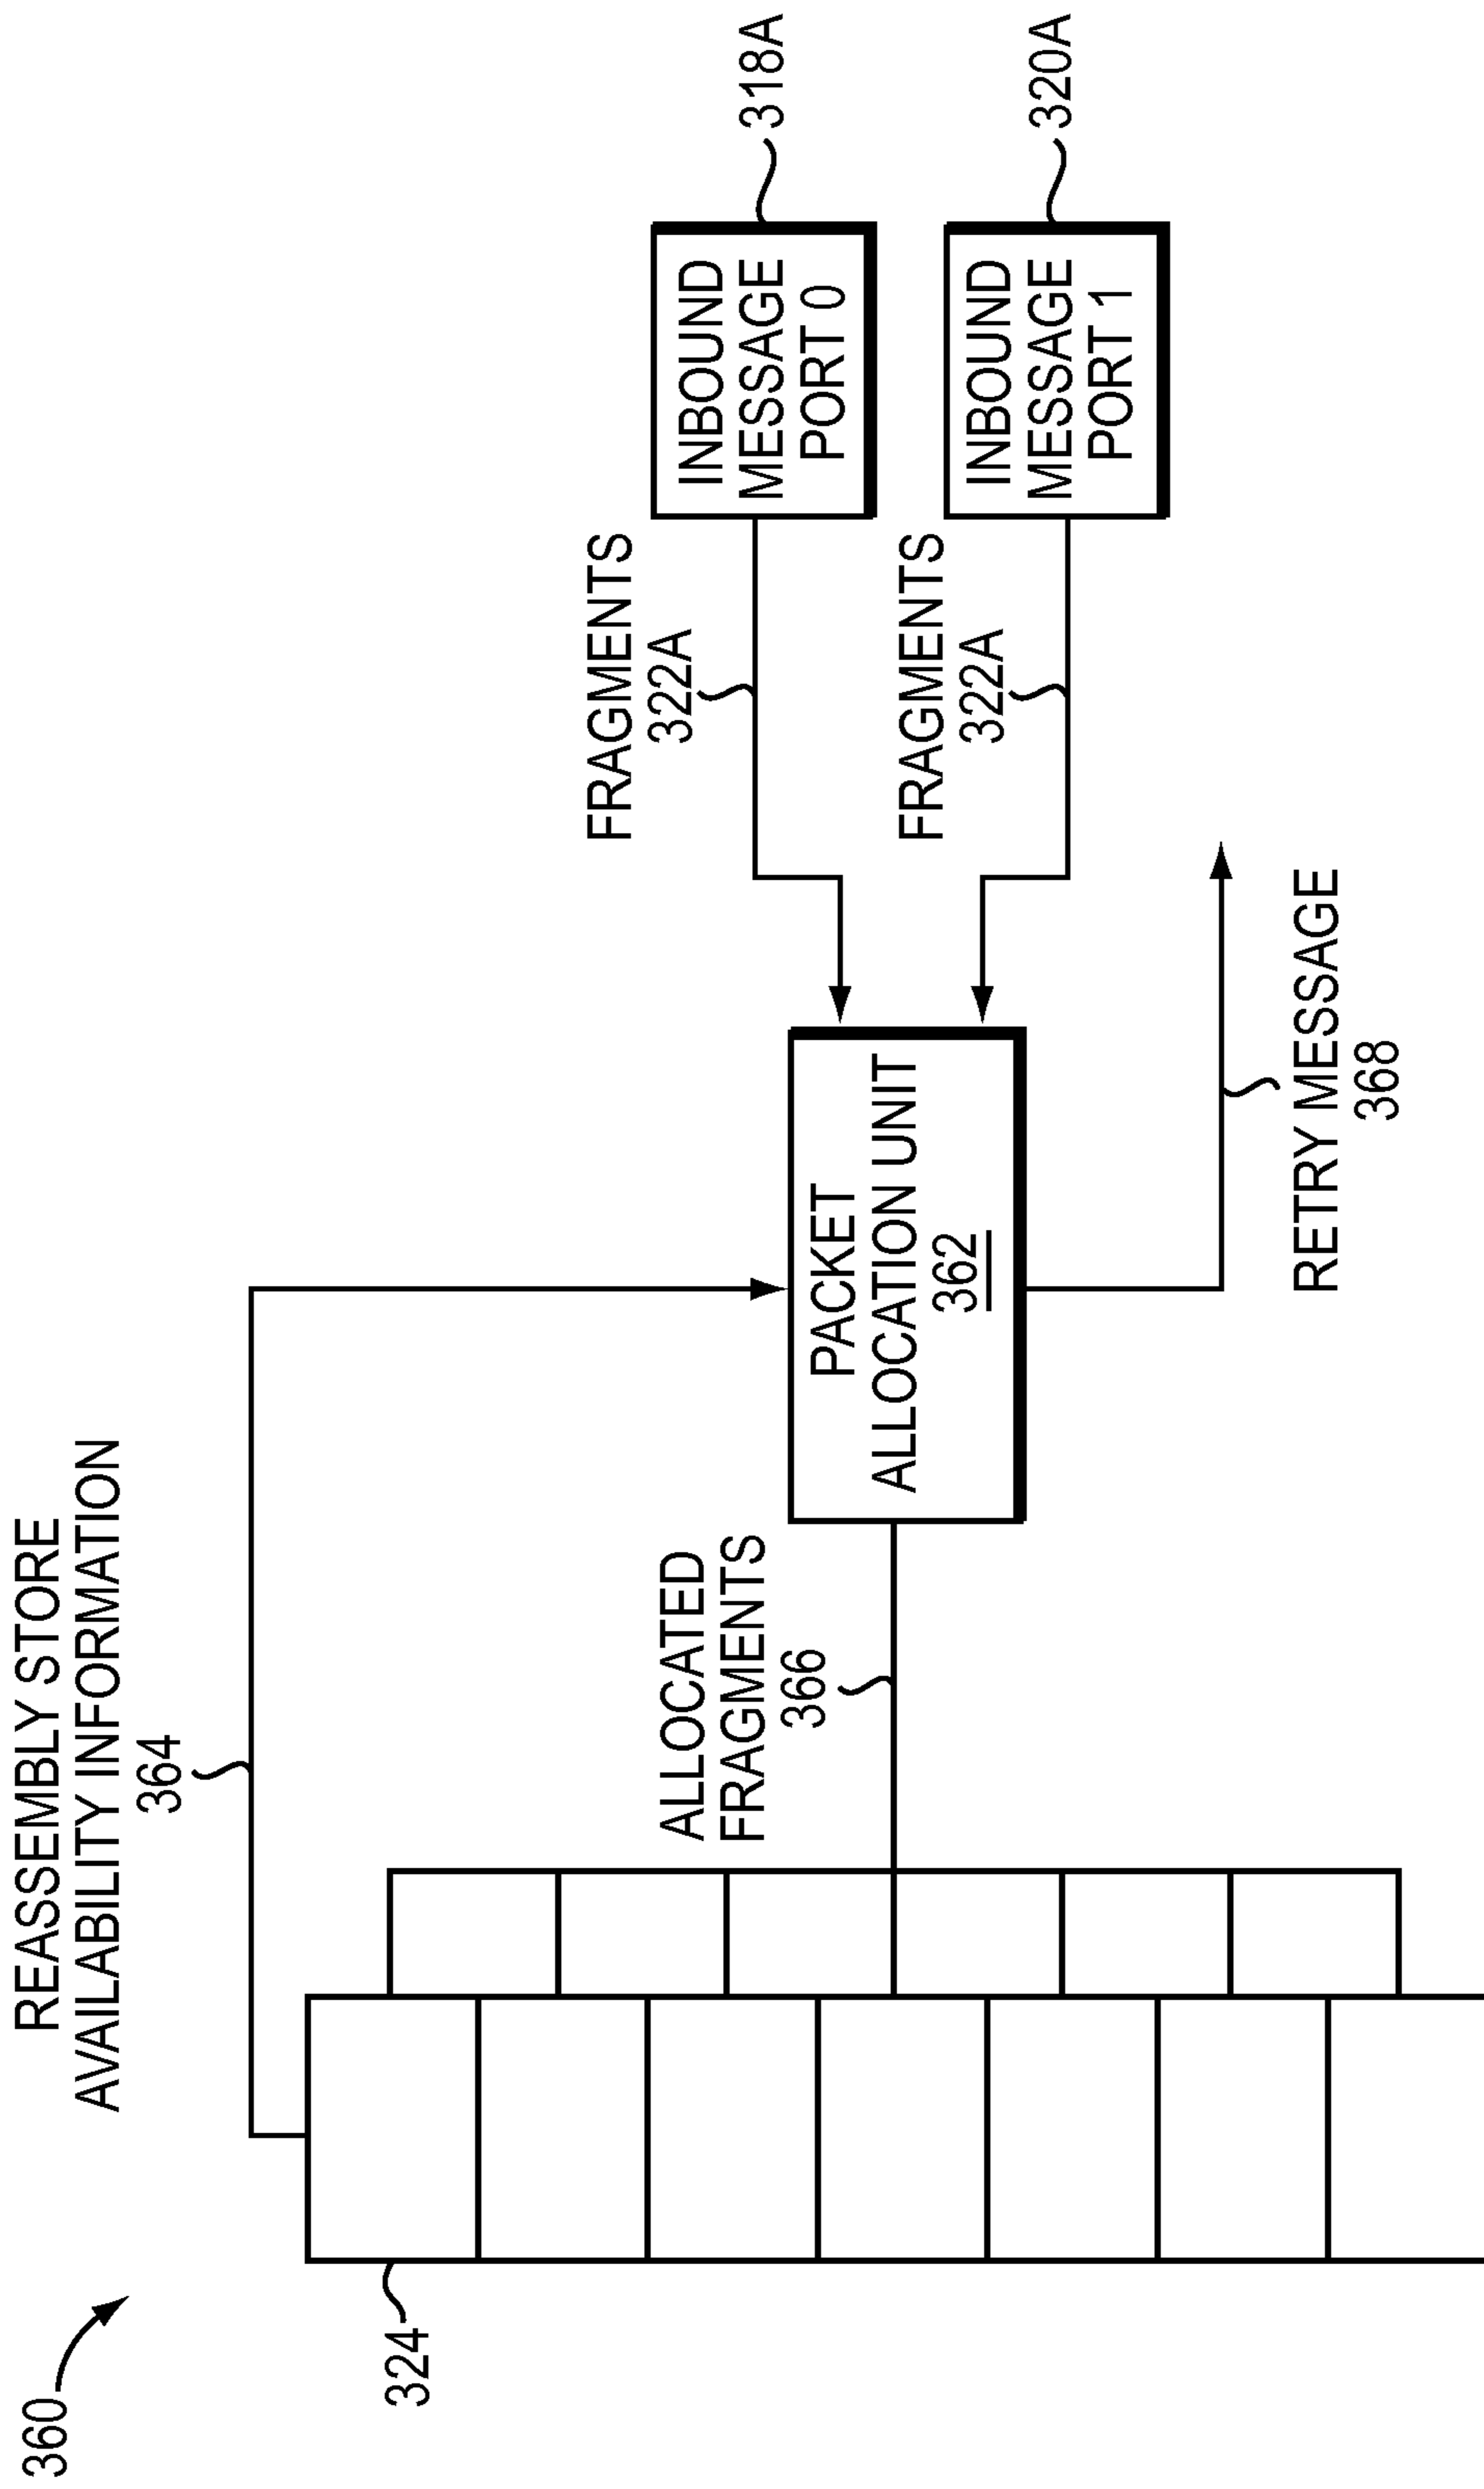 360
REASSEMBLY STORE
AVAILABILITY INFORMATION
364
324
ALLOCATED
FRAGMENTS
366
PACKET
ALLOCATION UNIT
362
FRAGMENTS
322A
INBOUND
MESSAGE
PORT 0
318A
FRAGMENTS
322A
INBOUND
MESSAGE
PORT 1
320A
RETRY MESSAGE
368